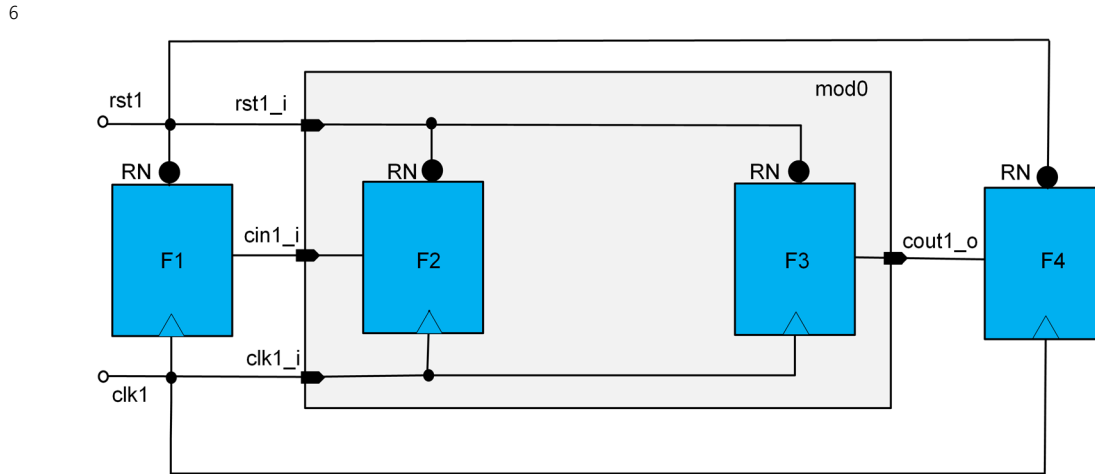 6
mod0
rst1
rst1_i
RN
RN
RN
RN
cin1_i
cout1_o
F1
F2
F3
F4
clk1_i
clk1